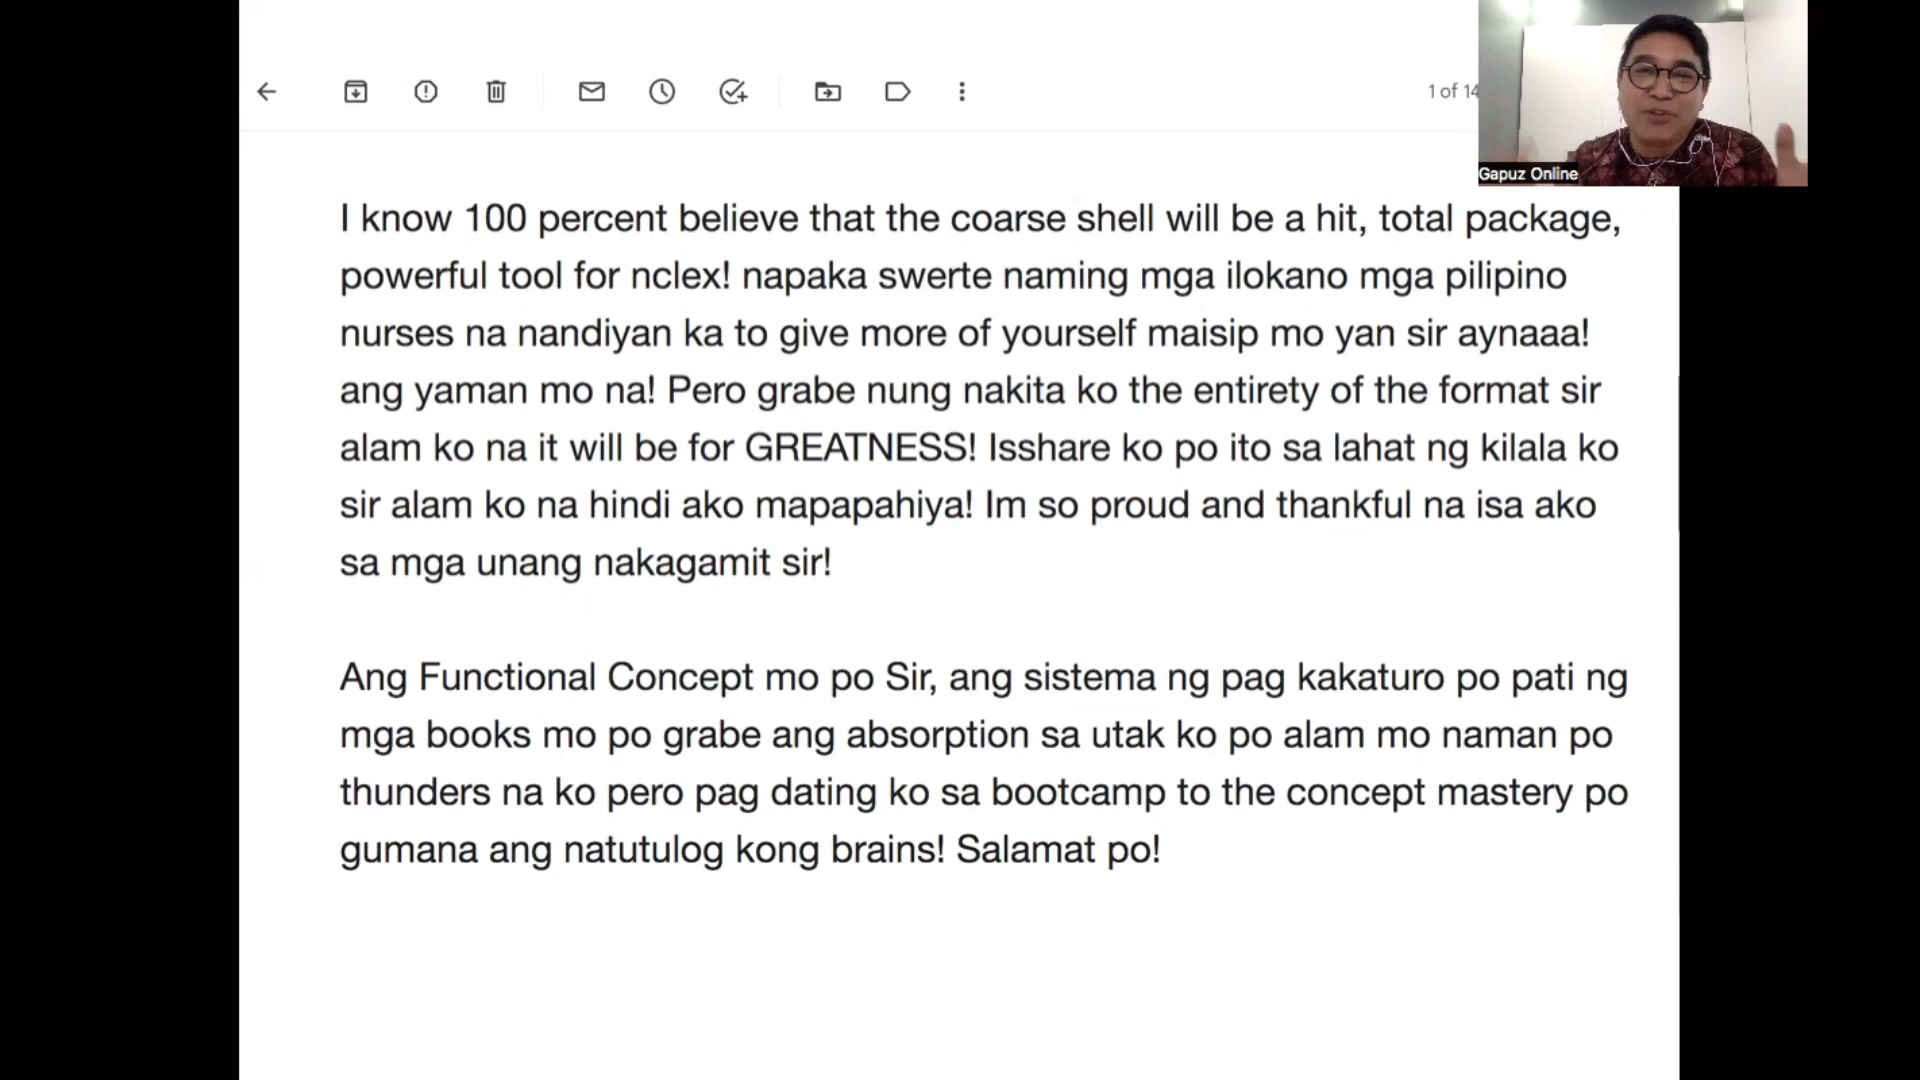 1 of 14
Gapuz Online
I know 100 percent believe that the coarse shell will be a hit, total package,
powerful tool for nclex! napaka swerte naming mga ilokano mga pilipino
nurses na nandiyan ka to give more of yourself maisip mo yan sir aynaaa!
ang yaman mo na! Pero grabe nung nakita ko the entirety of the format sir
alam ko na it will be for GREATNESS! Isshare ko po ito sa lahat ng kilala ko
sir alam ko na hindi ako mapapahiya! Im so proud and thankful na isa ako
sa mga unang nakagamit sir!
Ang Functional Concept mo po Sir, ang sistema ng pag kakaturo po pati ng
mga books mo po grabe ang absorption sa utak ko po alam mo naman po
thunders na ko pero pag dating ko sa bootcamp to the concept mastery po
gumana ang natutulog kong brains! Salamat po!